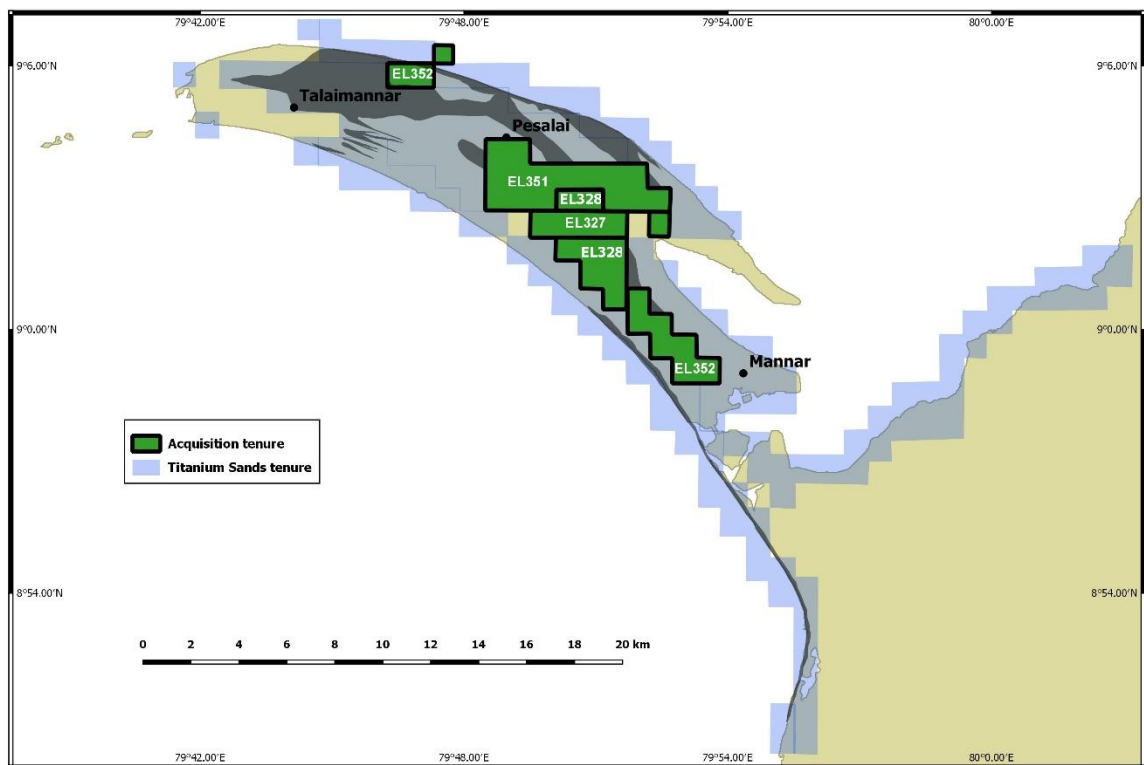 79°42.00'E
79°48.00'E
79°54.00'E
80°0.00'E
9°6.00'N
9°6.00'N
EL352
Talaimannar
Pesalai
EL351
EL328
EL327
EL328
9°0.00'N
9°0.00'N
Mannar
EL352
Acquisition tenure
Titanium Sands tenure
8°54.00'N
8°54.00'N
0 2 4 6 8 10 12 14 16 18 20 km
79°42.00'E
79°48.00'E
79°54.00'E
80°0.00'E